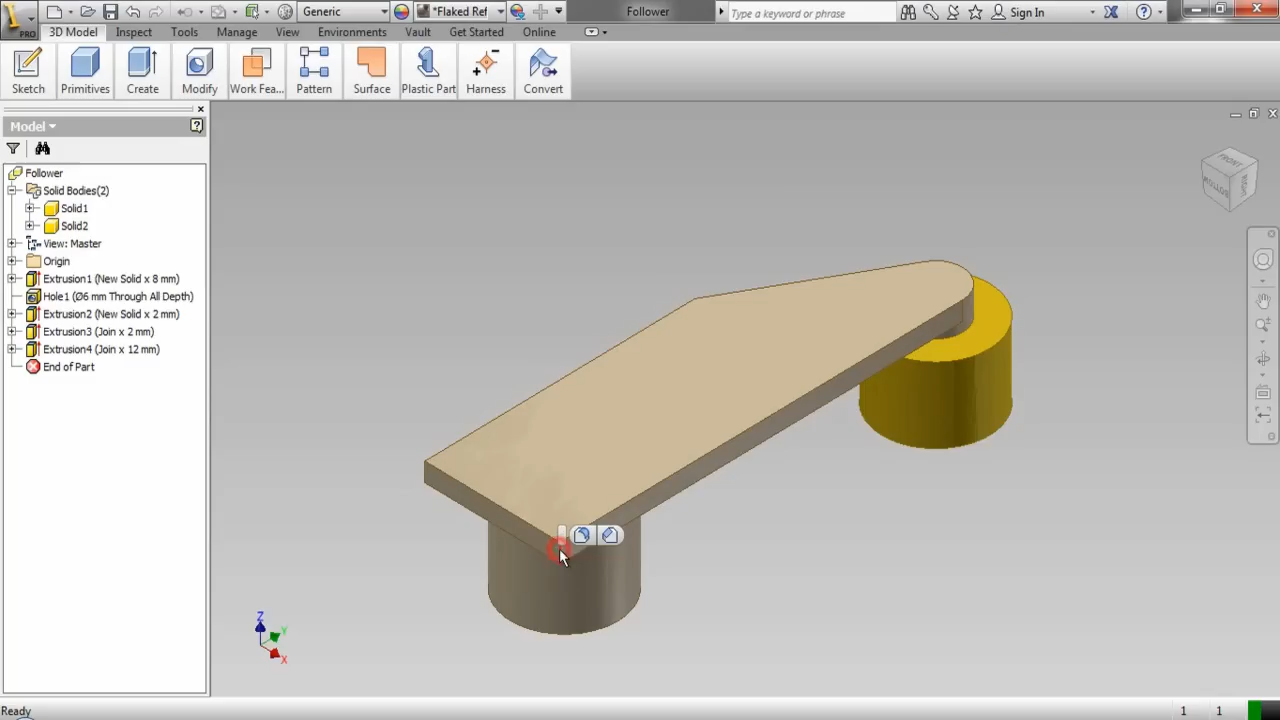 Generic
*Flaked Ref
Follower
Type a keyword or phrase
Sign In
PRO
3D Model
Inspect
Tools
Manage
View
Environments
Vault
Get Started
Online
Sketch
Primitives
Create
Modify
Work Fea...
Pattern
Surface
Plastic Part
Harness
Convert
Model
Follower
Solid Bodies(2)
Solid1
Solid2
View: Master
Origin
Extrusion1 (New Solid x 8 mm)
Hole1 (Ø6 mm Through All Depth)
Extrusion2 (New Solid x 2 mm)
Extrusion3 (Join x 2 mm)
Extrusion4 (Join x 12 mm)
End of Part
FRONT
BOTTOM
Z
Y
X
Ready
1
1